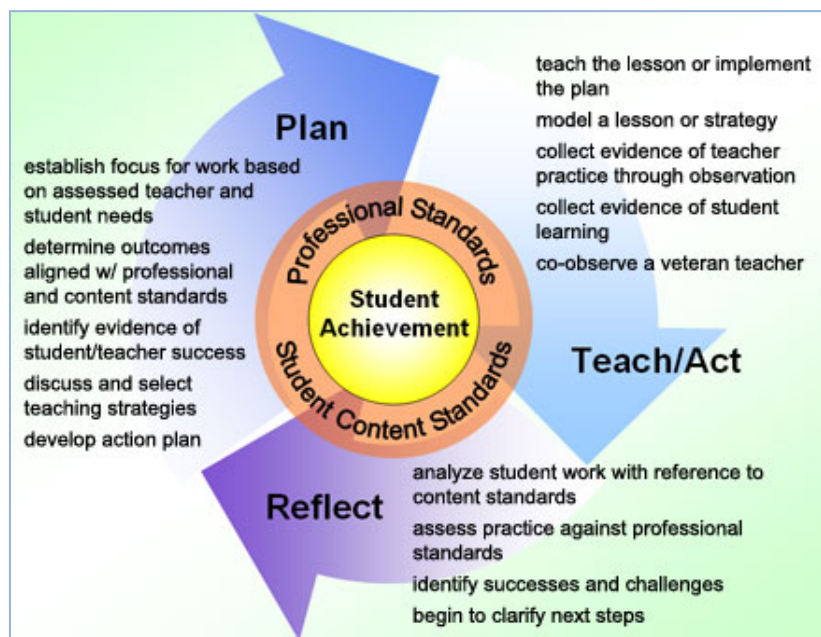 Plan
establish focus for work based
on assessed teacher and
student needs
determine outcomes
aligned w/ professional
and content standards
identify evidence of
student/teacher success
discuss and select
teaching strategies
develop action plan
teach the lesson or implement
the plan
model a lesson or strategy
collect evidence of teacher
practice through observation
collect evidence of student
learning
co-observe a veteran teacher
Teach/Act
Professional Standards
Student
Achievement
Student Content Standards
Reflect
analyze student work with reference to
content standards
assess practice against professional
standards
identify successes and challenges
begin to clarify next steps